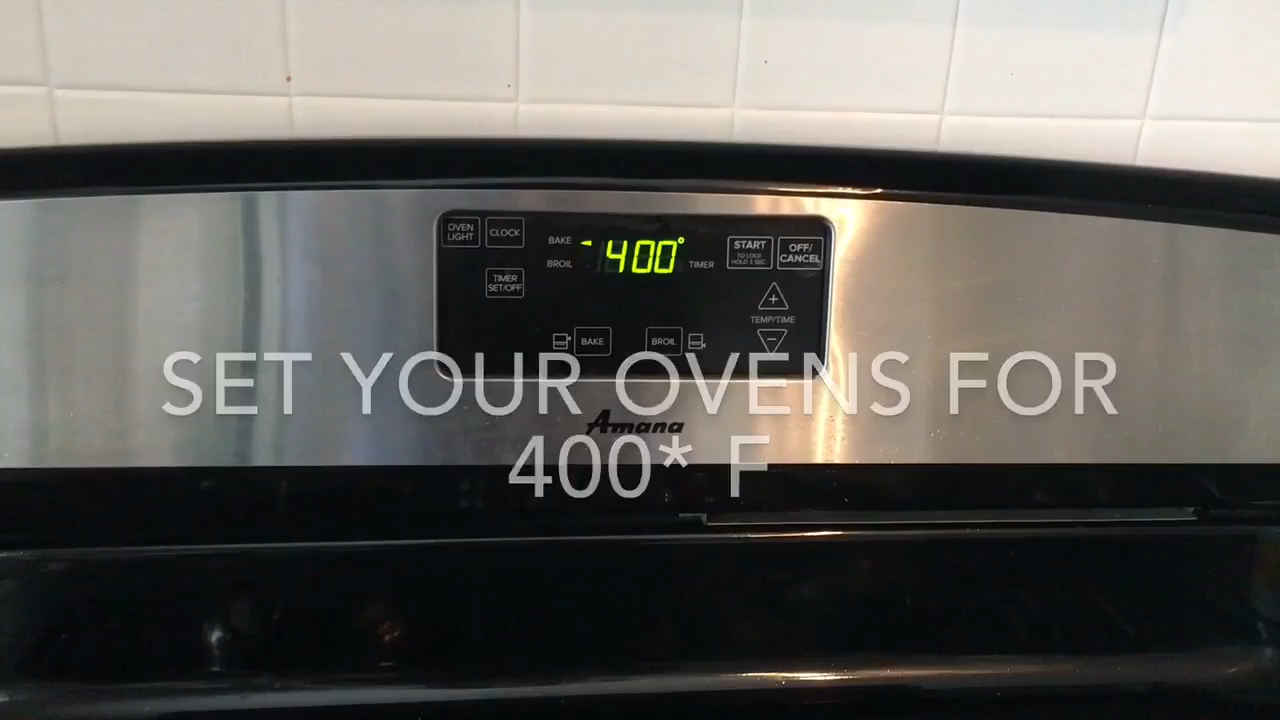 OVEN LIGHT
CLOCK
BAKE
400°
BROIL
TIMER
START
TO LOCK
HOLD 3 SEC
OFF/
CANCEL
TIMER
SET/OFF
+
TEMP/TIME
−
BAKE
BROIL
SET YOUR OVENS FOR
Amana
400* F